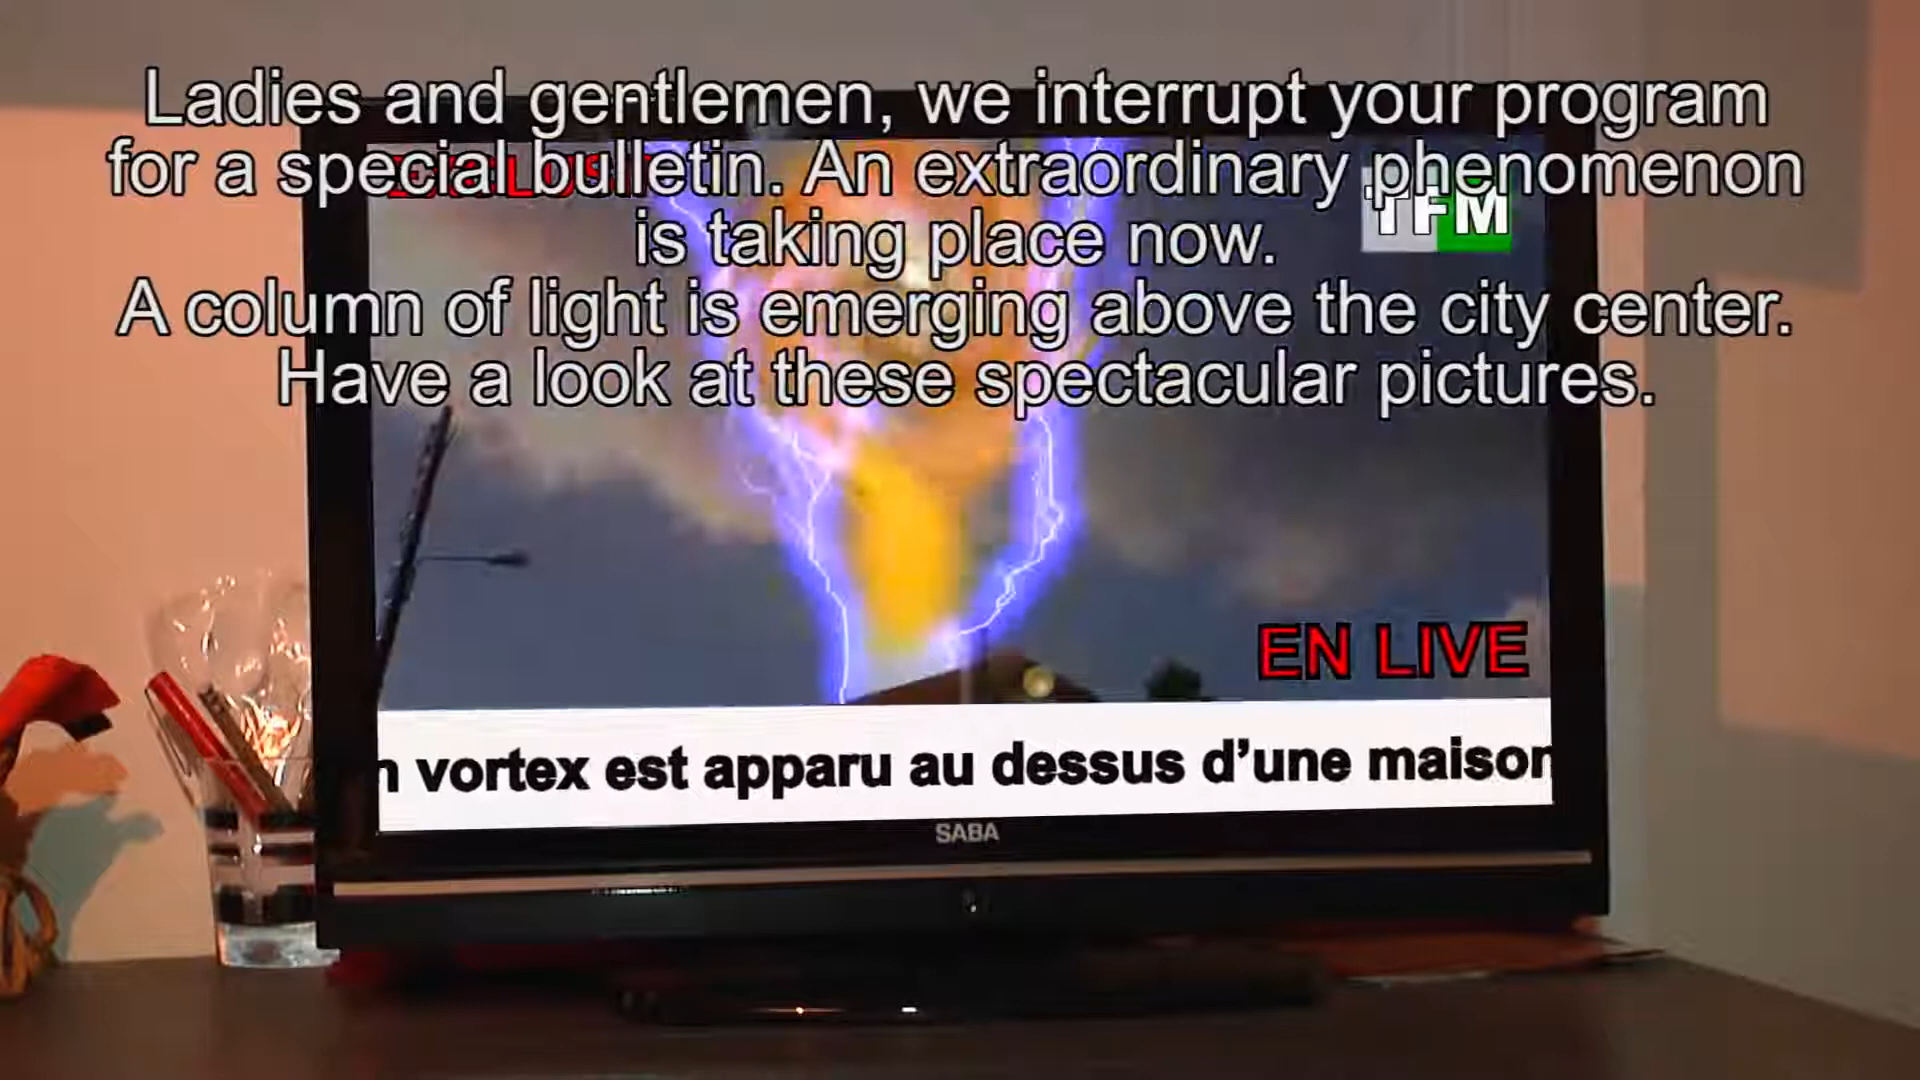 Ladies and gentlemen, we interrupt your program
for a special bulletin. An extraordinary phenomenon
is taking place now.
A column of light is emerging above the city center.
Have a look at these spectacular pictures.
TFM
EN LIVE
vortex est apparu au dessus d'une maison
SABA